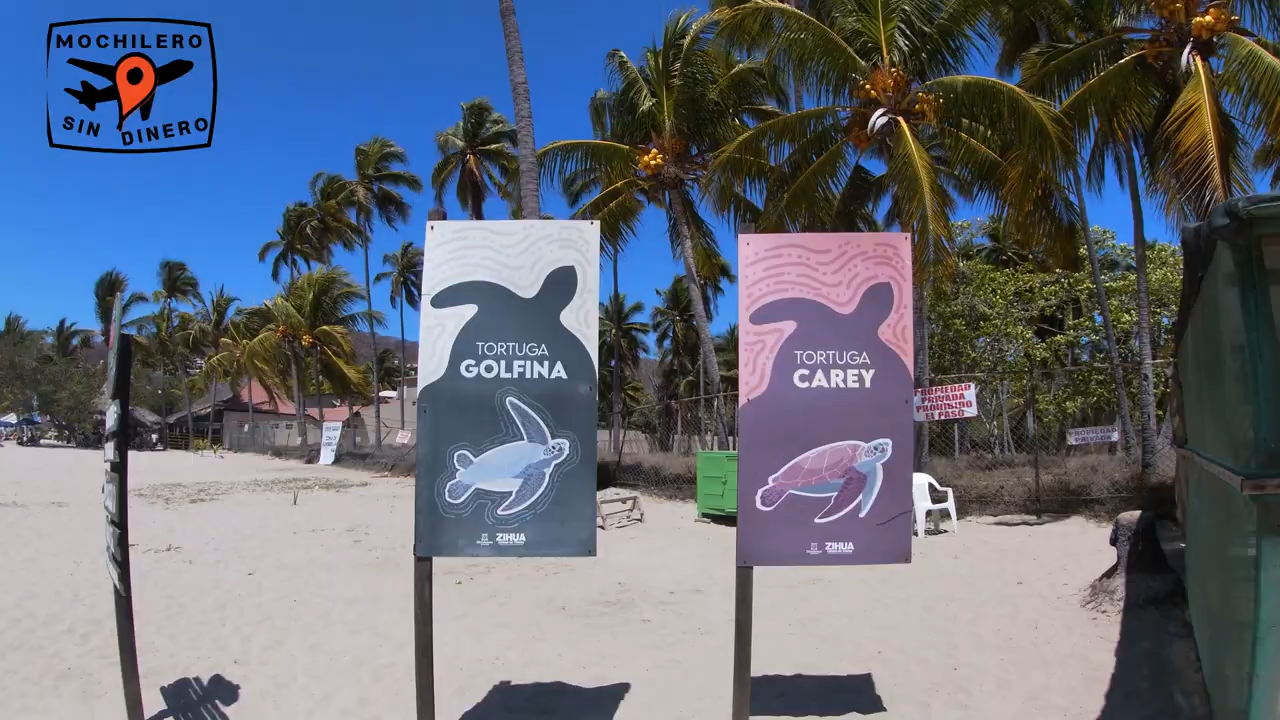 MOCHILERO
SIN DINERO
TORTUGA
GOLFINA
ZIHUA
TORTUGA
CAREY
ZIHUA
PROPIEDAD
PRIVADA
PROHIBIDO
EL PASO
PROPIEDAD
PRIVADA